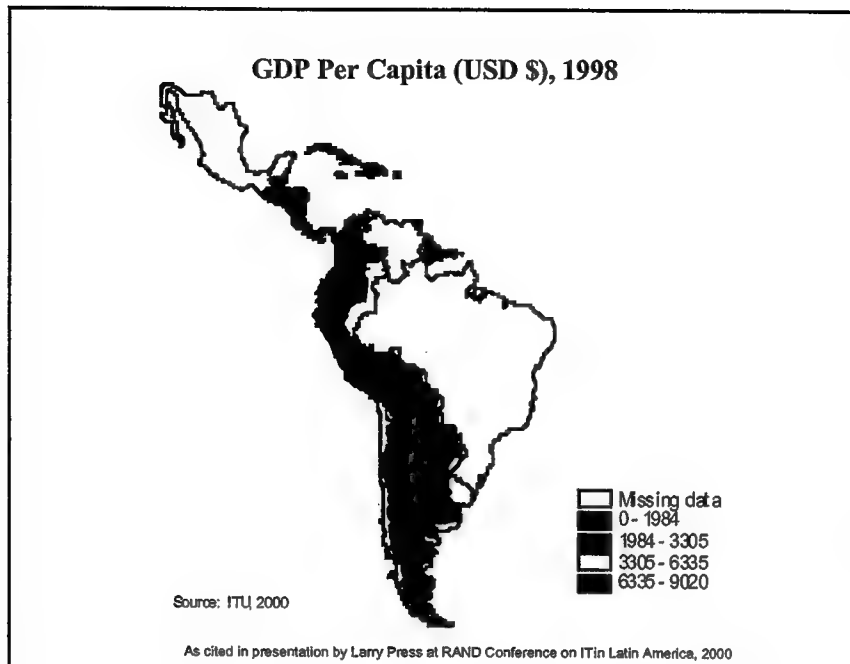 GDP Per Capita (USD $), 1998
Missing data
0 - 1984
1984 - 3305
3305 - 6335
6335 - 9020
Source: ITU, 2000
As cited in presentation by Larry Press at RAND Conference on ITin Latin America, 2000